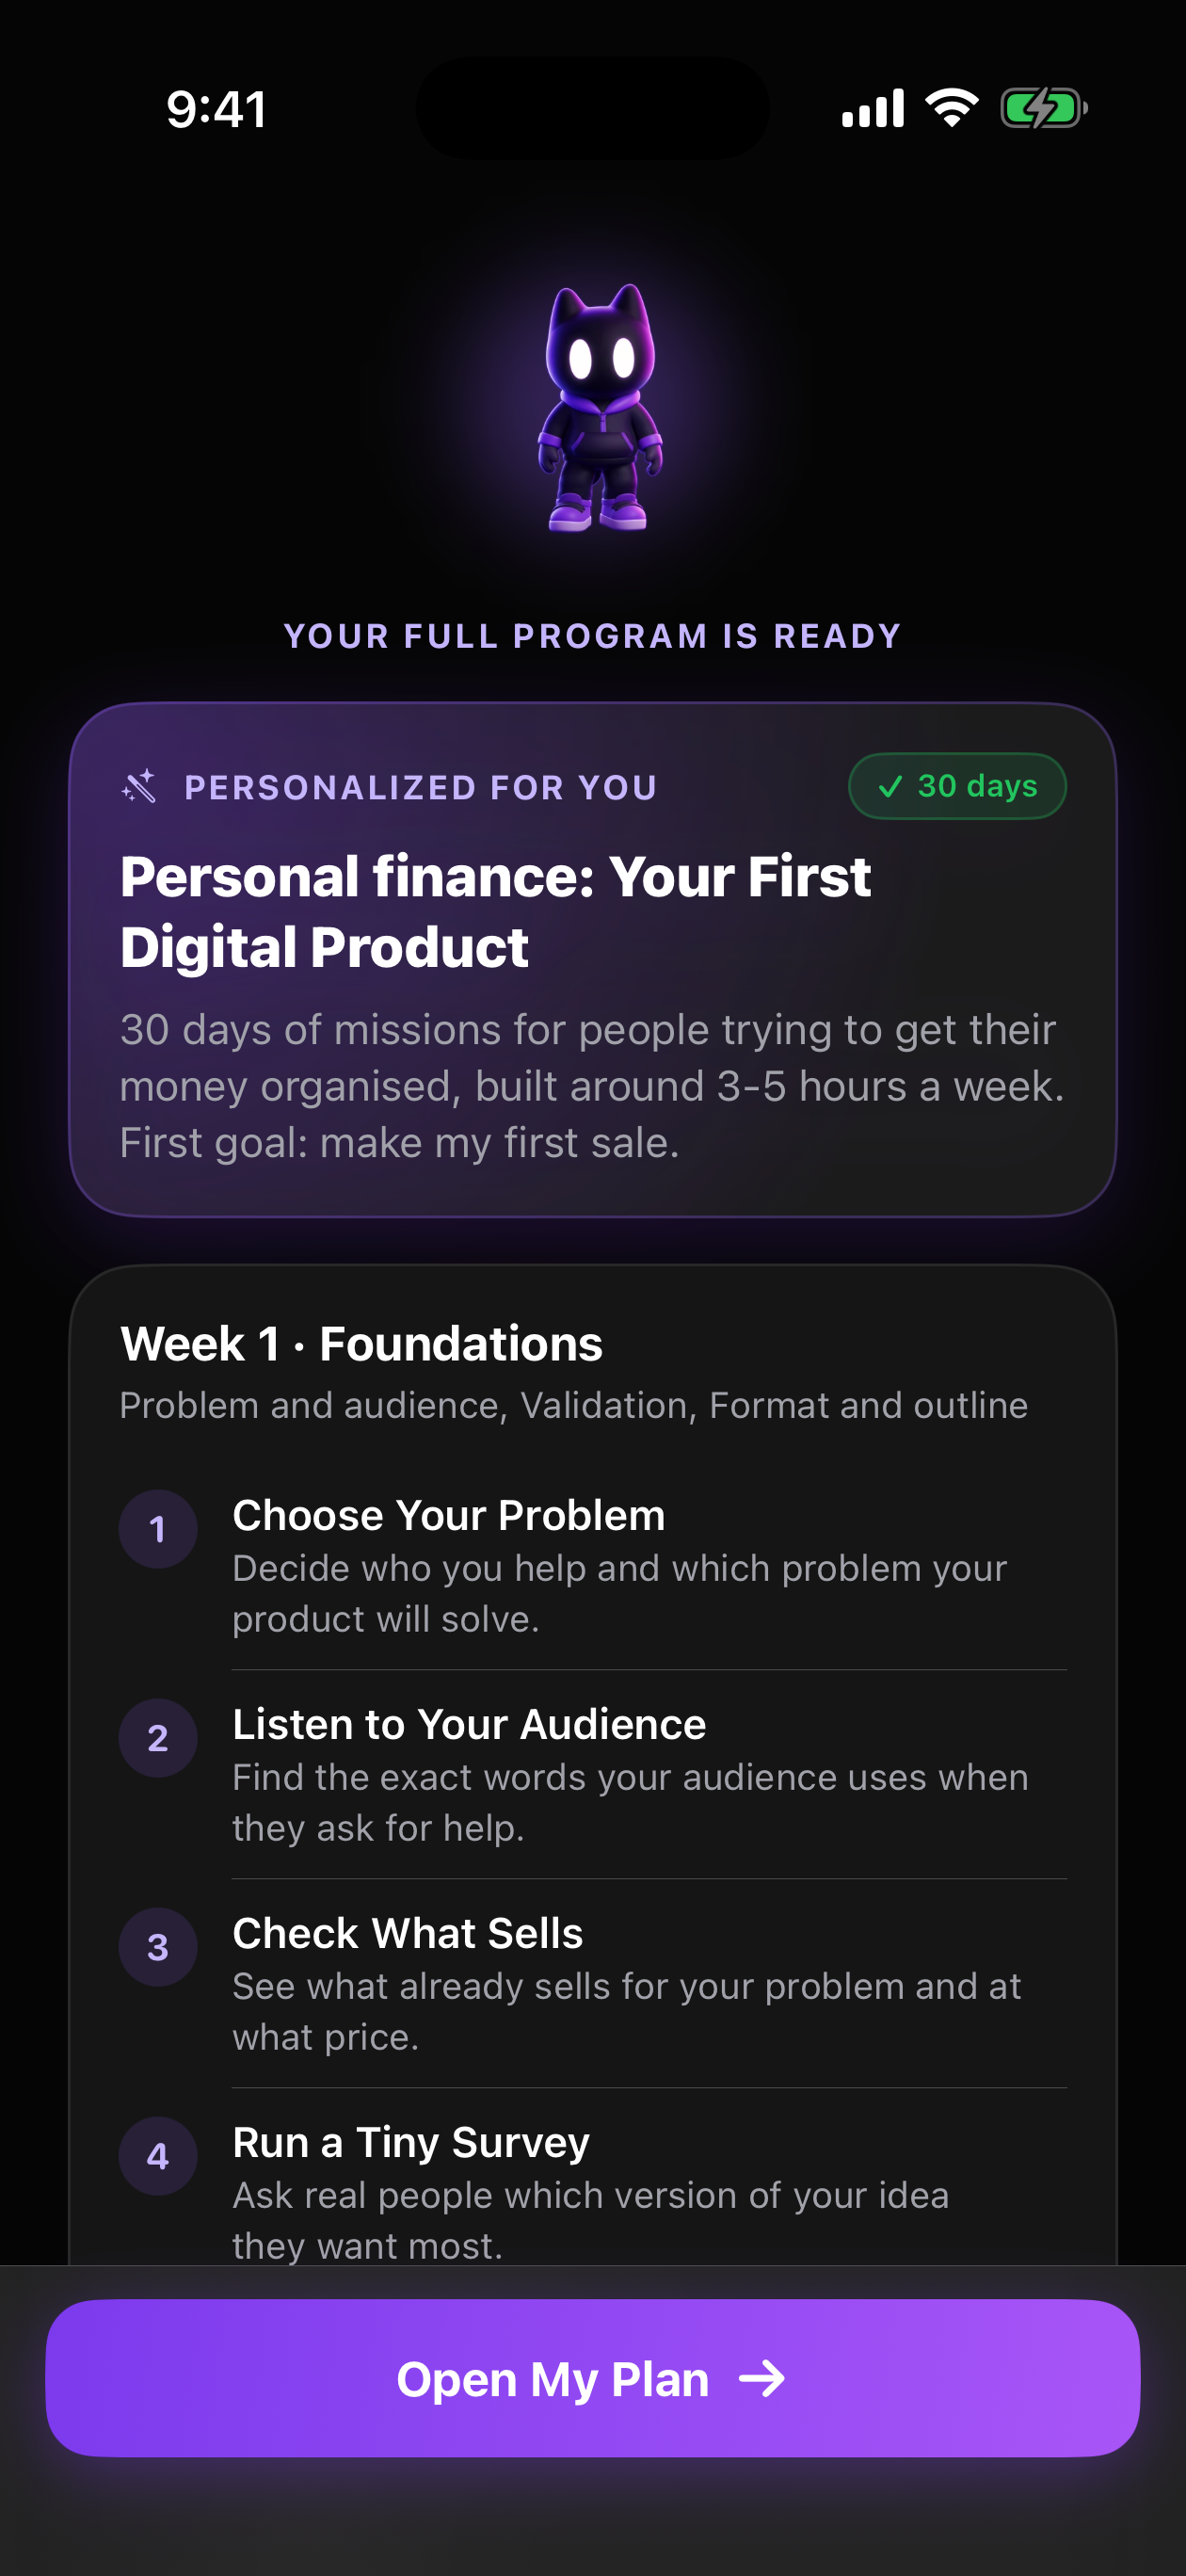 9:41
YOUR FULL PROGRAM IS READY
PERSONALIZED FOR YOU
30 days
Personal finance: Your First
Digital Product
30 days of missions for people trying to get their
money organised, built around 3-5 hours a week.
First goal: make my first sale.
Week 1 · Foundations
Problem and audience, Validation, Format and outline
1
Choose Your Problem
Decide who you help and which problem your
product will solve.
2
Listen to Your Audience
Find the exact words your audience uses when
they ask for help.
3
Check What Sells
See what already sells for your problem and at
what price.
4
Run a Tiny Survey
Ask real people which version of your idea
they want most.
Open My Plan